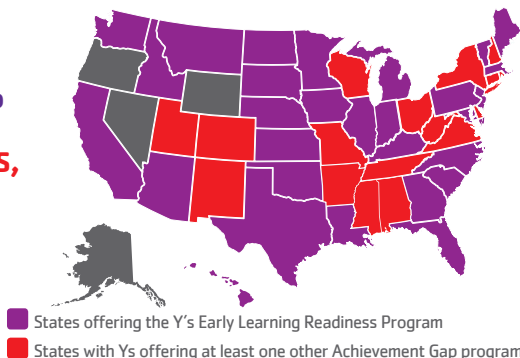 s,
States offering the Y's Early Learning Readiness Program
States with Ys offering at least one other Achievement Gap program